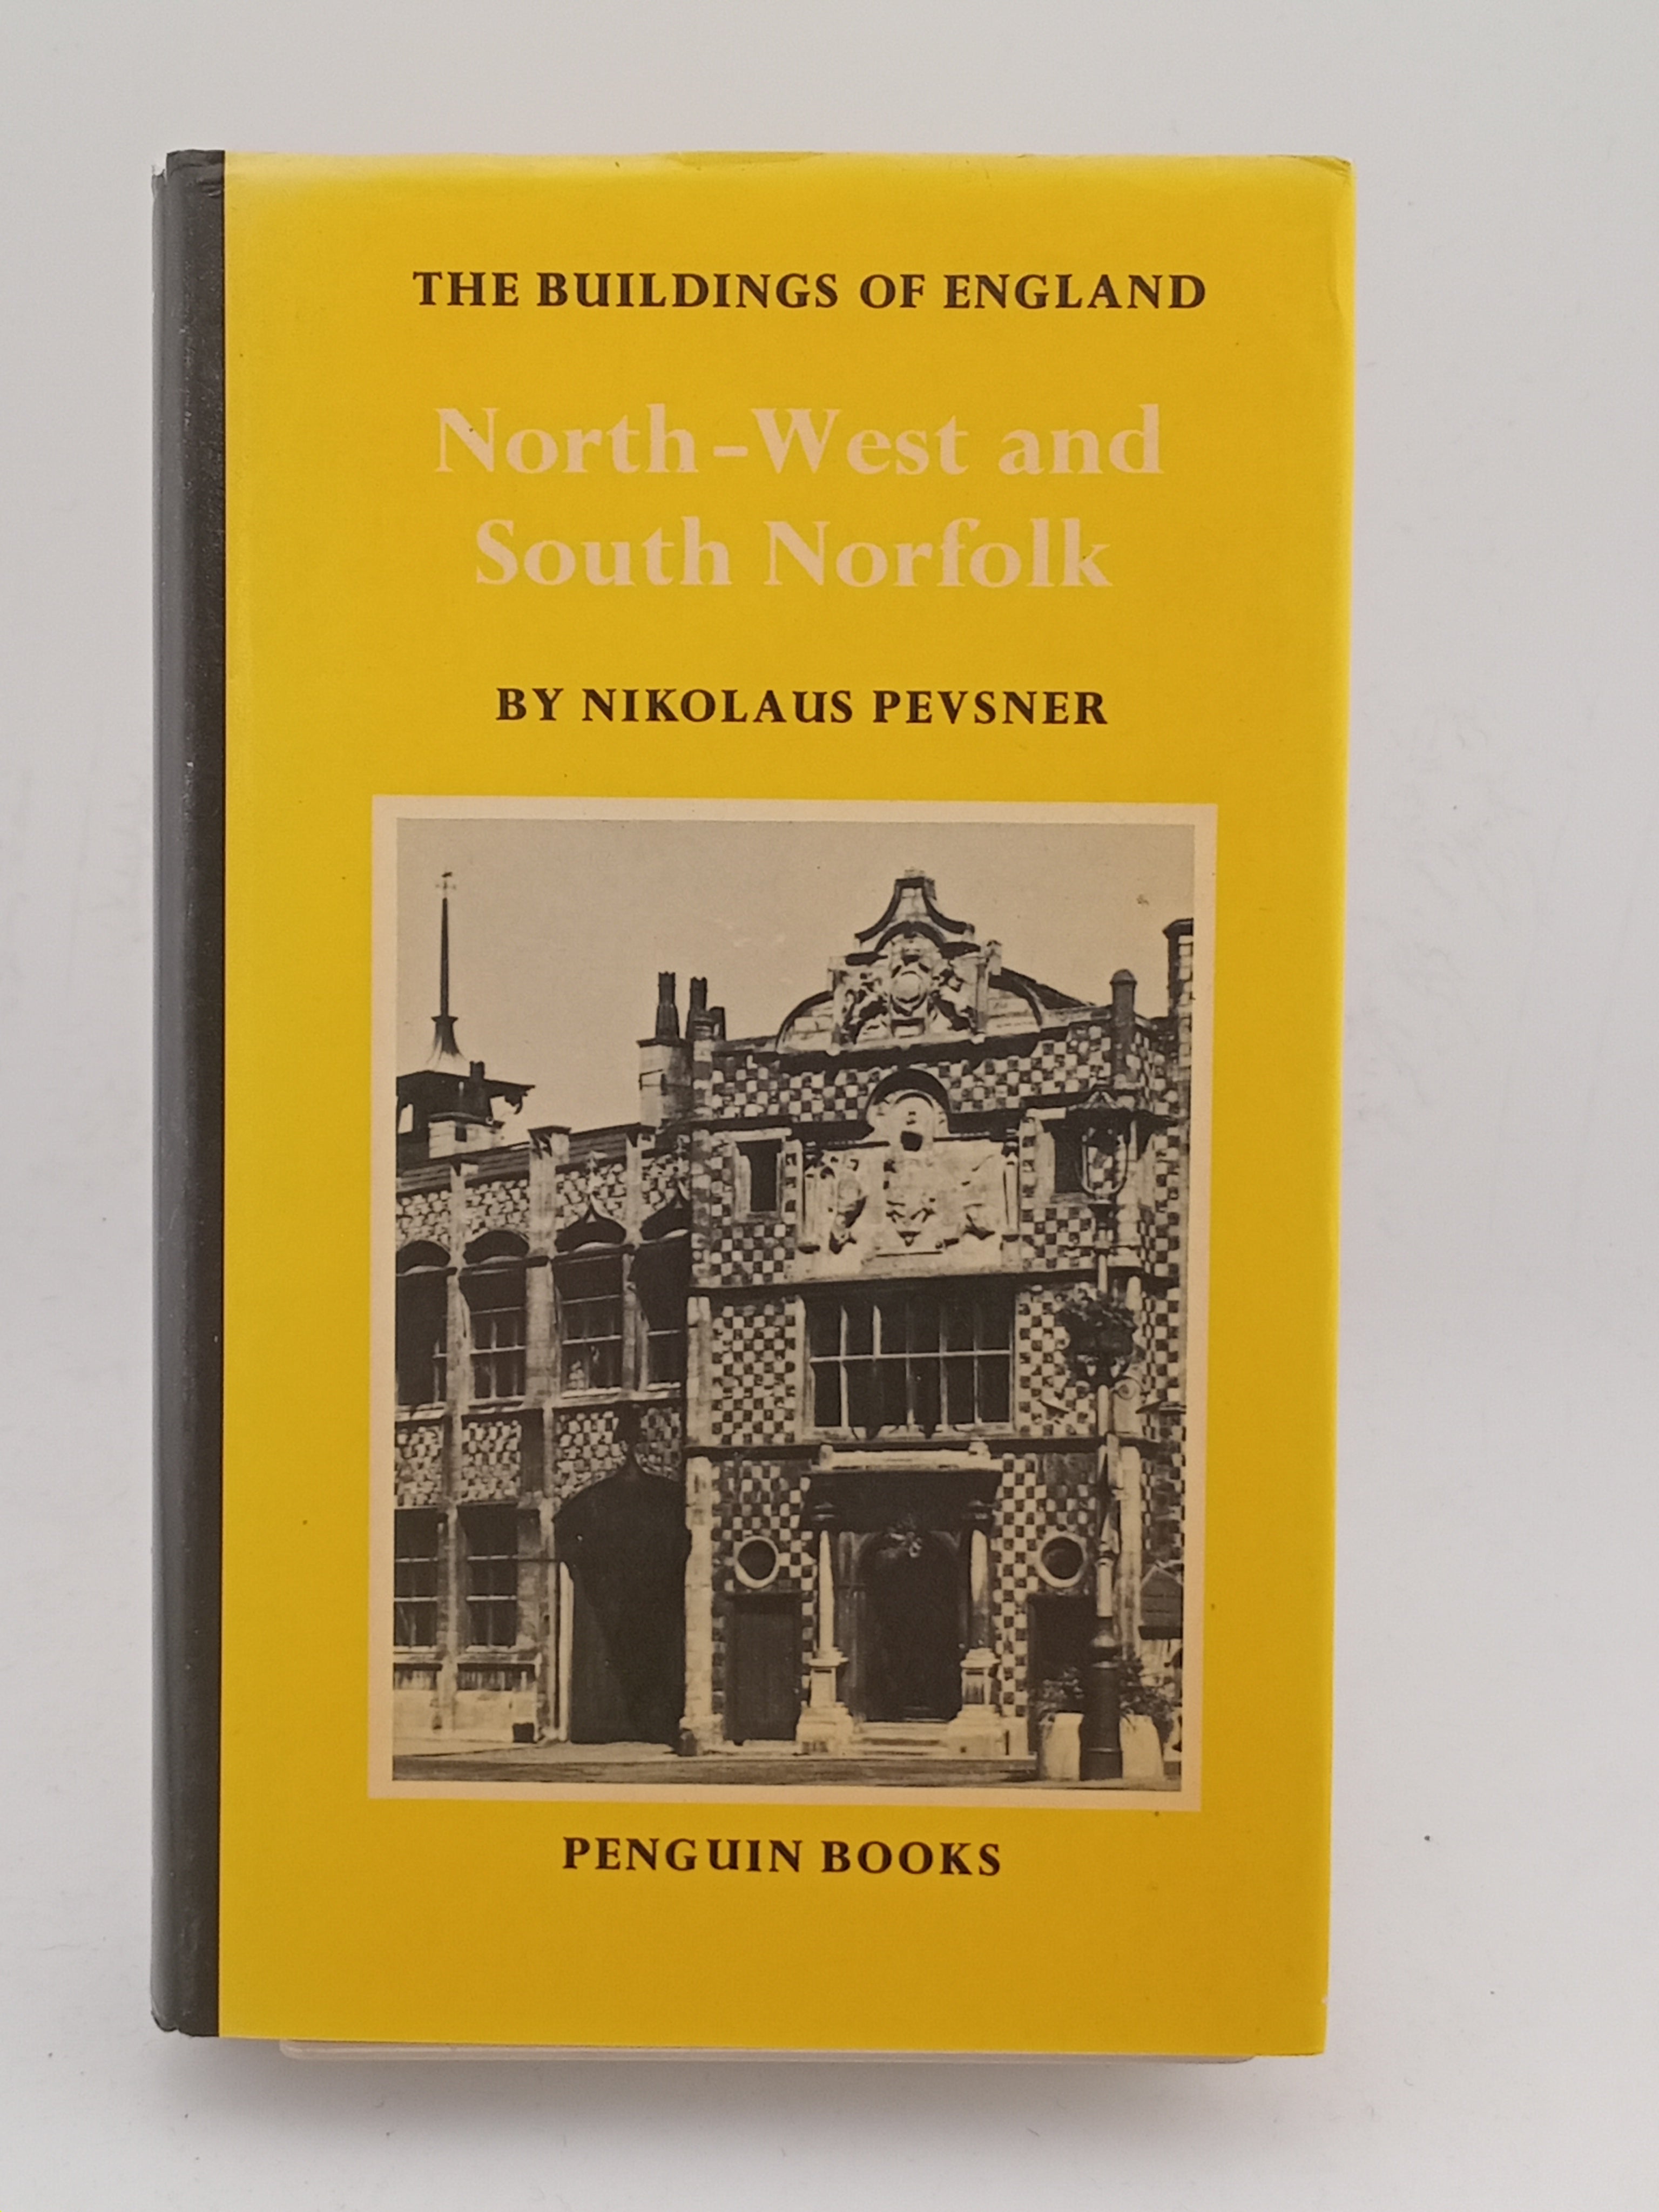 THE BUILDINGS OF ENGLAND
North-West and
South Norfolk
BY NIKOLAUS PEVSNER
PENGUIN BOOKS